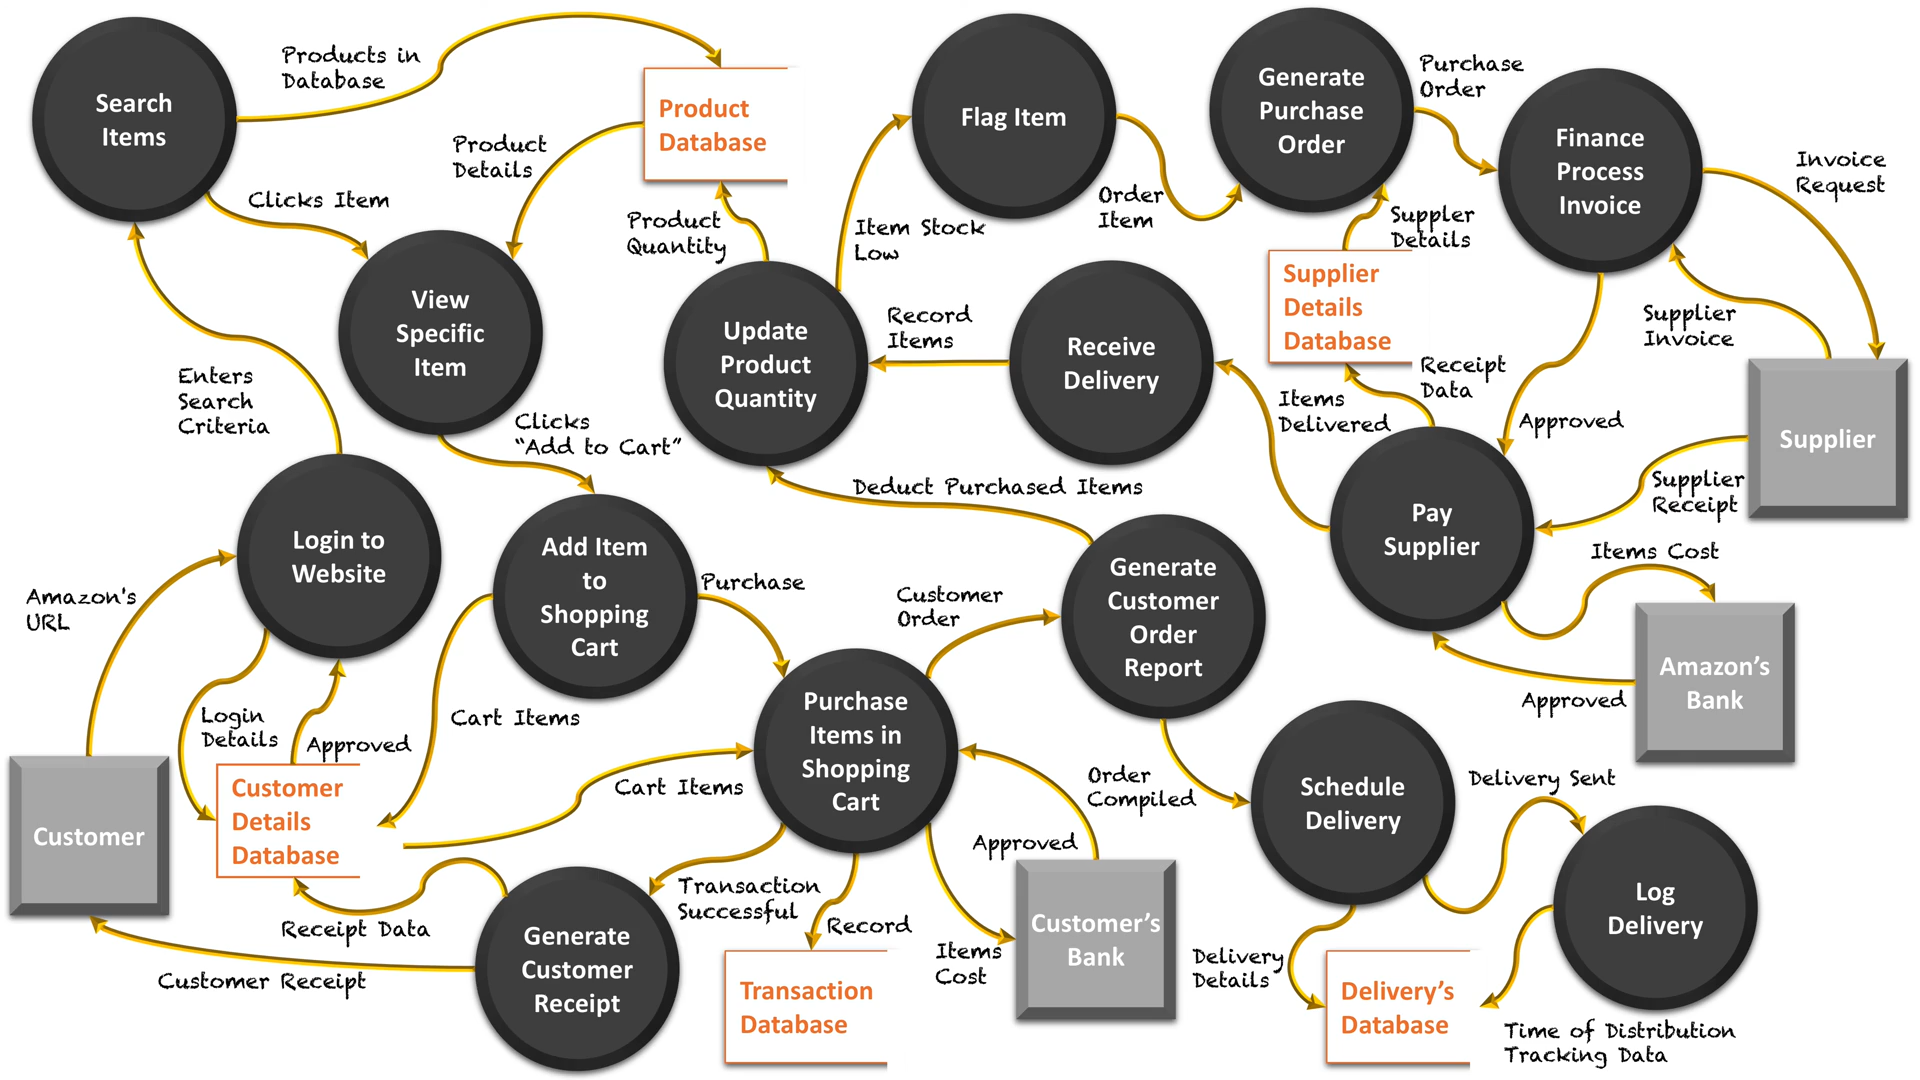 Search
Items
Products in
Database
Product
Database
Product
Details
Clicks Item
View
Specific
Item
Enters
Search
Criteria
Product
Quantity
Item Stock
Low
Flag Item
Order
Item
Generate
Purchase
Order
Purchase
Order
Finance
Process
Invoice
Invoice
Request
Suppler
Details
Supplier
Details
Database
Supplier
Invoice
Supplier
Update
Product
Quantity
Record
Items
Receive
Delivery
Items
Delivered
Receipt
Data
Approved
Supplier
Receipt
Clicks
“Add to Cart”
Deduct Purchased Items
Pay
Supplier
Items Cost
Amazon’s
Bank
Approved
Login to
Website
Amazon's
URL
Add Item
to
Shopping
Cart
Purchase
Customer
Order
Generate
Customer
Order
Report
Login
Details
Approved
Cart Items
Customer
Customer
Details
Database
Cart Items
Purchase
Items in
Shopping
Cart
Order
Compiled
Schedule
Delivery
Delivery Sent
Log
Delivery
Approved
Customer’s
Bank
Items
Cost
Transaction
Successful
Record
Transaction
Database
Receipt Data
Generate
Customer
Receipt
Customer Receipt
Delivery
Details
Delivery’s
Database
Time of Distribution
Tracking Data